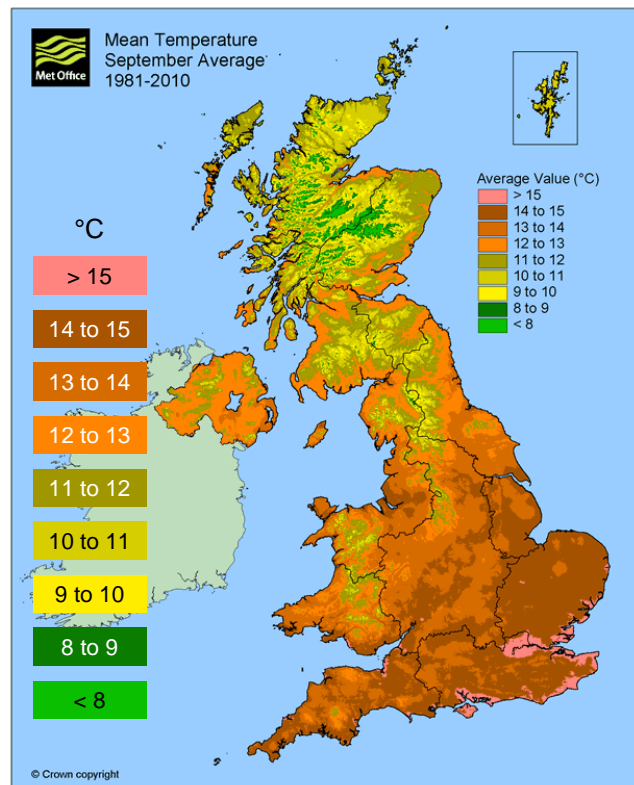 Met Office
Mean Temperature
September Average
1981-2010
°C
> 15
14 to 15
13 to 14
12 to 13
11 to 12
10 to 11
9 to 10
8 to 9
< 8
Average Value (°C)
> 15
14 to 15
13 to 14
12 to 13
11 to 12
10 to 11
9 to 10
8 to 9
< 8
© Crown copyright